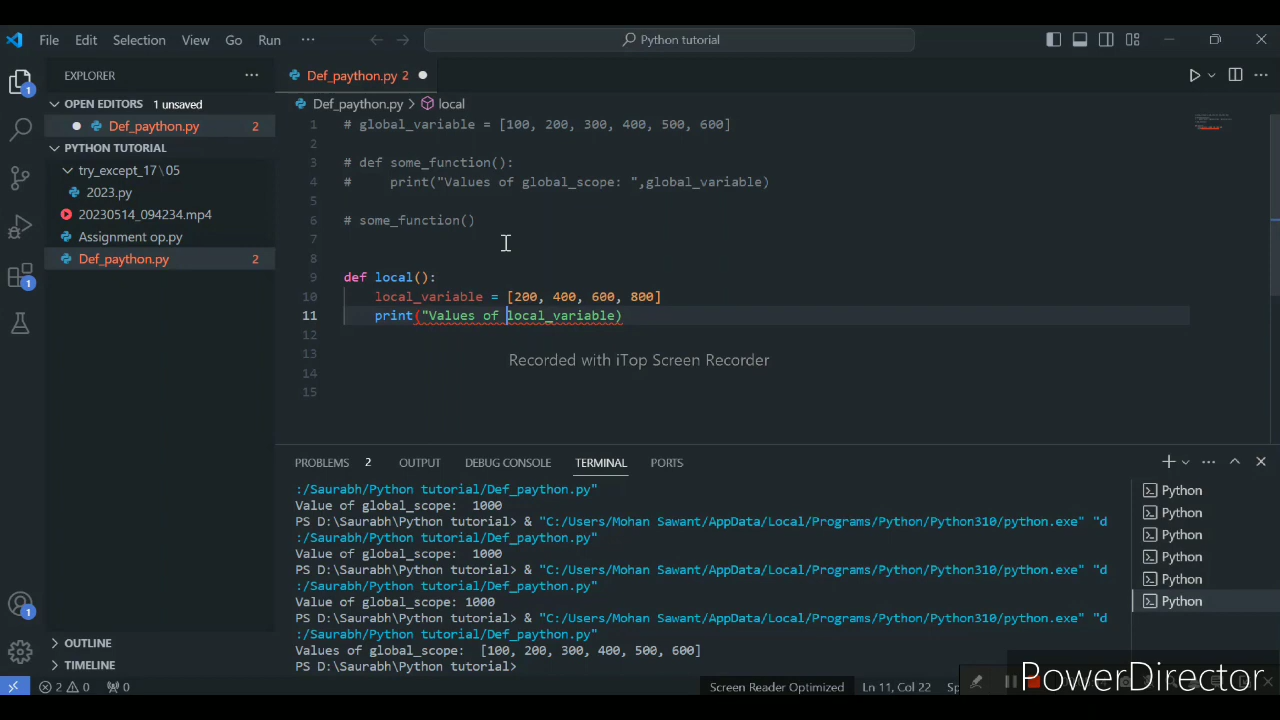 File Edit Selection View Go Run ··· Python tutorial
EXPLORER ···
Def_paython.py 2
OPEN EDITORS 1 unsaved
Def_paython.py > local
Def_paython.py 2
PYTHON TUTORIAL
try_except_17\05
2023.py
20230514_094234.mp4
Assignment op.py
Def_paython.py 2
OUTLINE
TIMELINE
1 # global_variable = [100, 200, 300, 400, 500, 600]
2
3 # def some_function():
4 #     print("Values of global_scope: ",global_variable)
5
6 # some_function()
7
8
9 def local():
10     local_variable = [200, 400, 600, 800]
11     print("Values of local_variable)
12
13
14
15
Recorded with iTop Screen Recorder
PROBLEMS 2 OUTPUT DEBUG CONSOLE TERMINAL PORTS
:/Saurabh/Python tutorial/Def_paython.py"
Value of global_scope:  1000
PS D:\Saurabh\Python tutorial> & "C:/Users/Mohan Sawant/AppData/Local/Programs/Python/Python310/python.exe" "d
:/Saurabh/Python tutorial/Def_paython.py"
Value of global_scope:  1000
PS D:\Saurabh\Python tutorial> & "C:/Users/Mohan Sawant/AppData/Local/Programs/Python/Python310/python.exe" "d
:/Saurabh/Python tutorial/Def_paython.py"
Value of global_scope: 1000
PS D:\Saurabh\Python tutorial> & "C:/Users/Mohan Sawant/AppData/Local/Programs/Python/Python310/python.exe" "d
:/Saurabh/Python tutorial/Def_paython.py"
Values of global_scope:  [100, 200, 300, 400, 500, 600]
PS D:\Saurabh\Python tutorial>
Python
Python
Python
Python
Python
Python
2 0 0 Screen Reader Optimized Ln 11, Col 22
PowerDirector